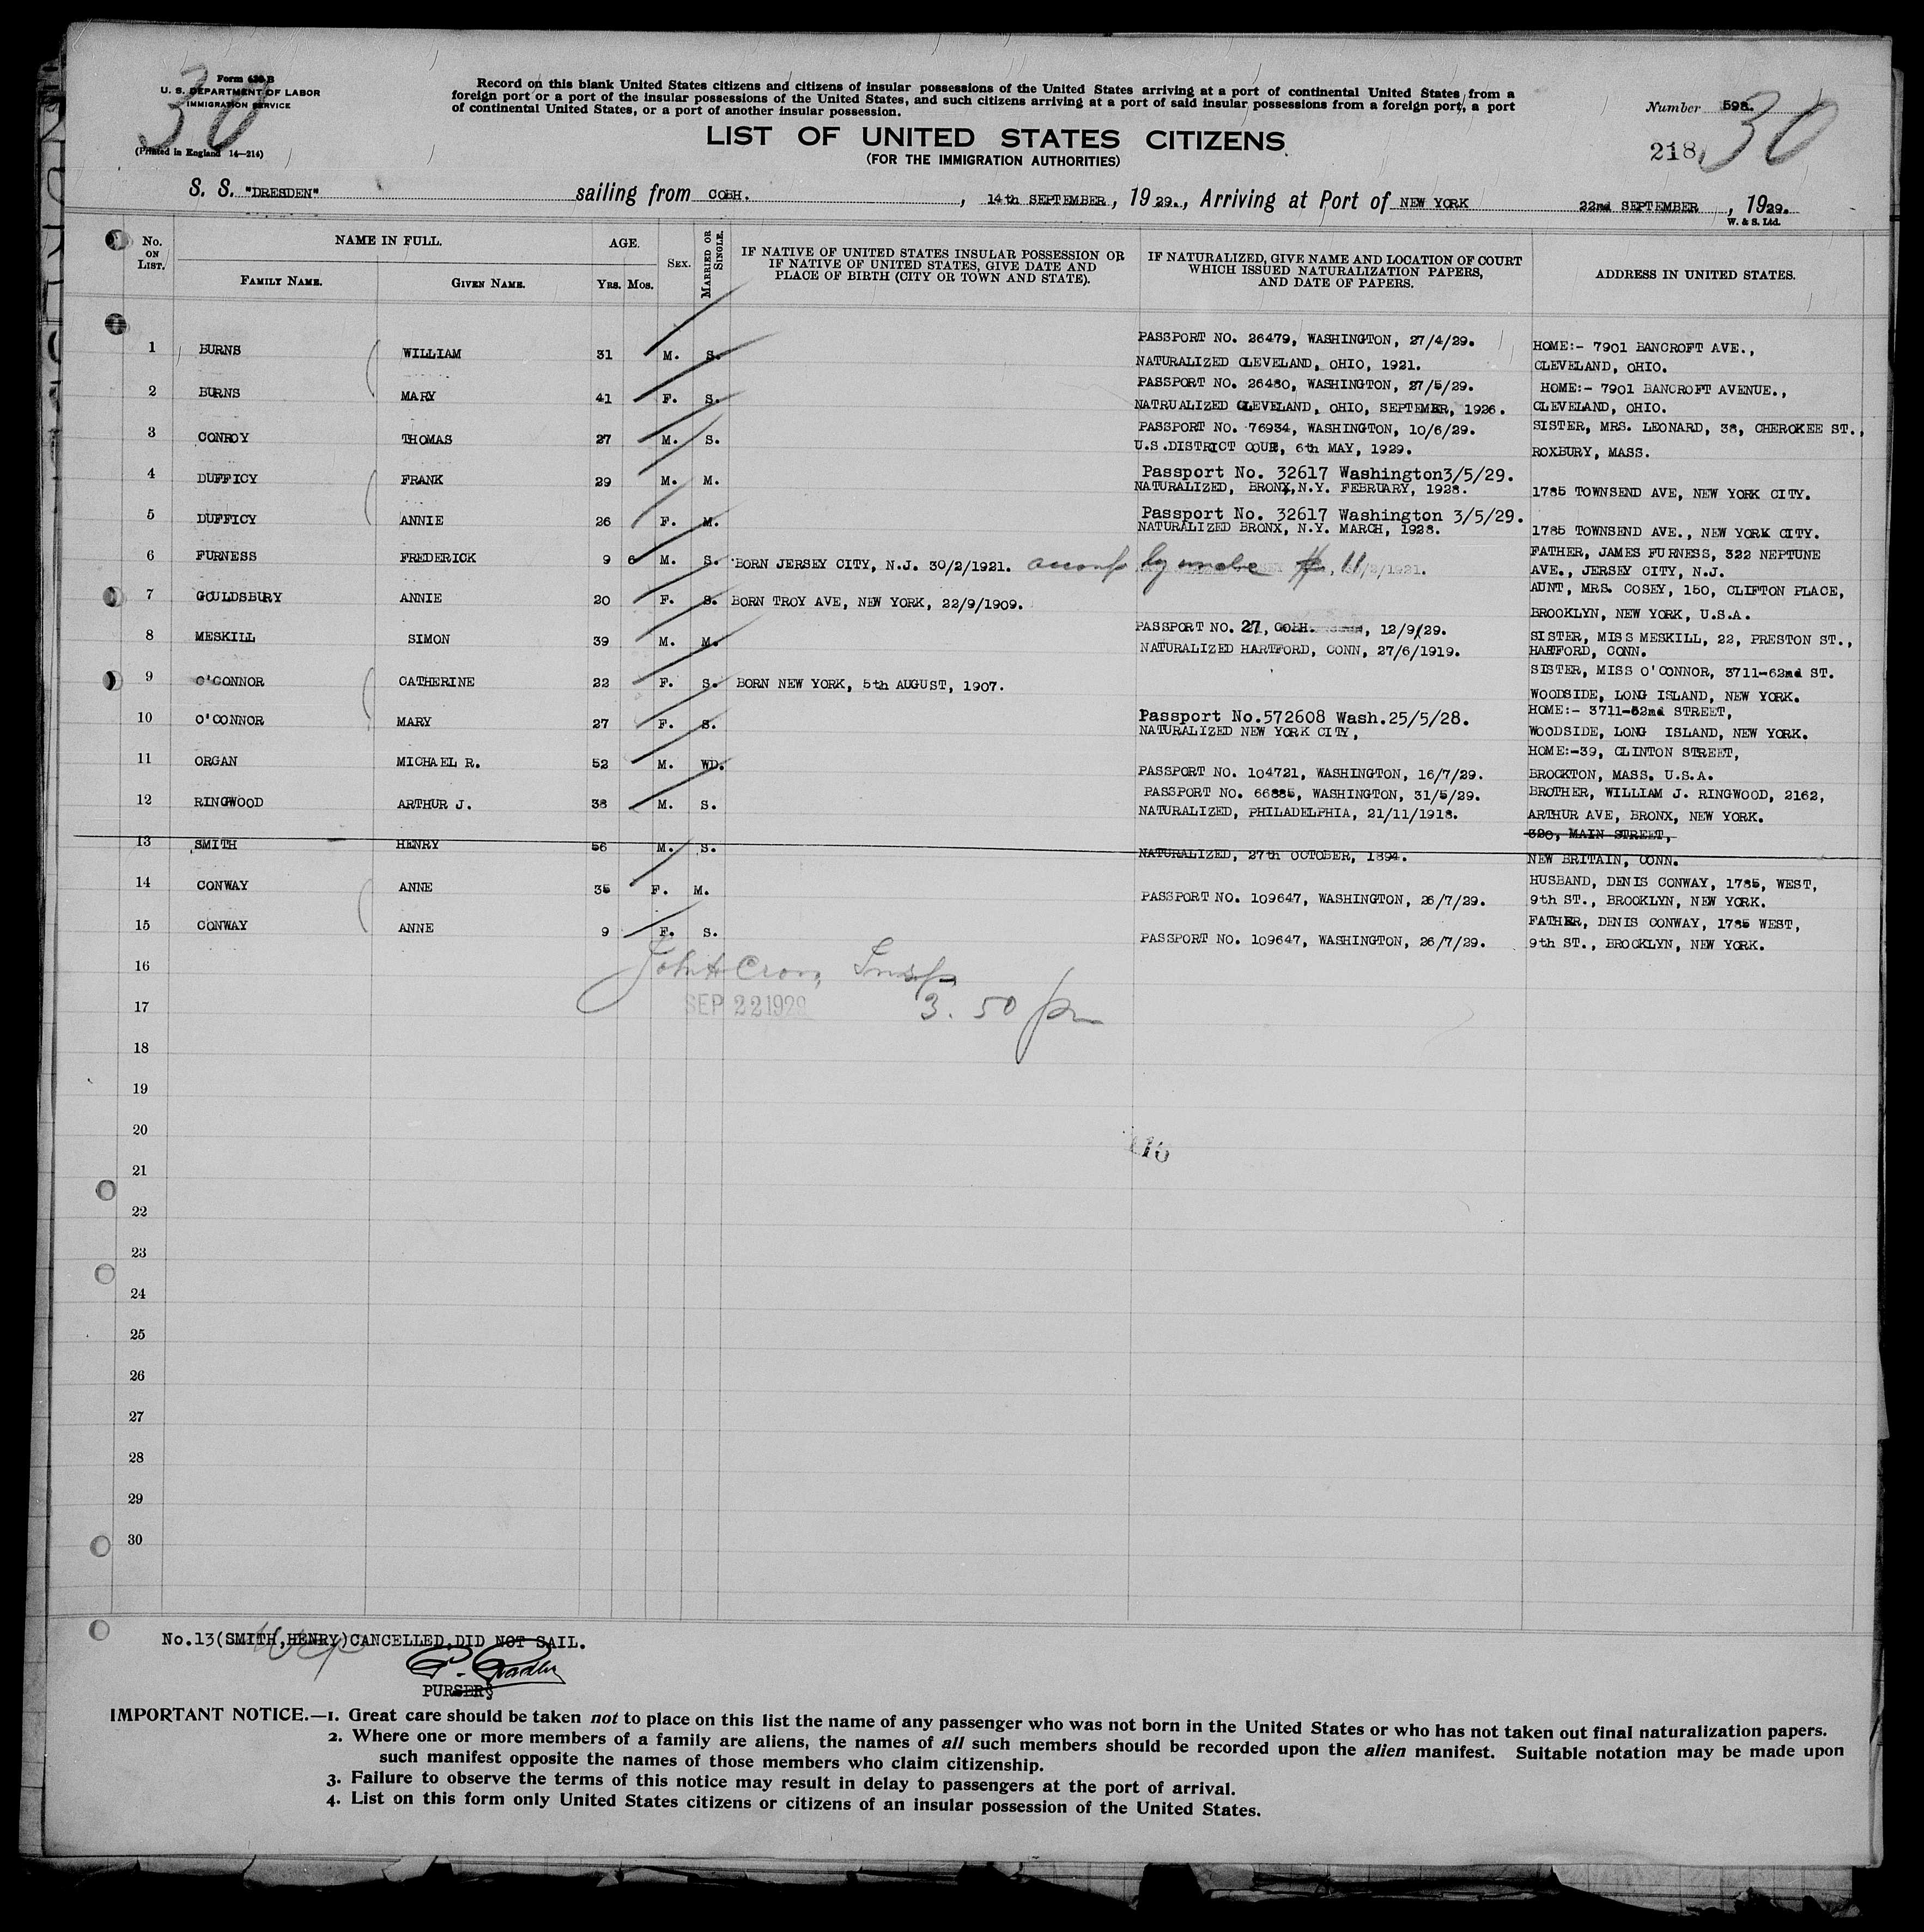 Form 630 B
U. S. DEPARTMENT OF LABOR
IMMIGRATION SERVICE
(Printed in England 14—214)
30
Record on this blank United States citizens and citizens of insular possessions of the United States arriving at a port of continental United States from a
foreign port or a port of the insular possessions of the United States, and such citizens arriving at a port of said insular possessions from a foreign port, a port
of continental United States, or a port of another insular possession.
Number 598.
LIST OF UNITED STATES CITIZENS
(FOR THE IMMIGRATION AUTHORITIES)
218 30
S. S. "DRESDEN" sailing from COBH. , 14th SEPTEMBER, 1929., Arriving at Port of NEW YORK 22nd SEPTEMBER , 1929.
W. & S. Ltd.
No. ON LIST. NAME IN FULL. AGE. SEX. MARRIED OR SINGLE. IF NATIVE OF UNITED STATES INSULAR POSSESSION OR IF NATIVE OF UNITED STATES, GIVE DATE AND PLACE OF BIRTH (CITY OR TOWN AND STATE). IF NATURALIZED, GIVE NAME AND LOCATION OF COURT WHICH ISSUED NATURALIZATION PAPERS, AND DATE OF PAPERS. ADDRESS IN UNITED STATES.
FAMILY NAME. GIVEN NAME. YRS. MOS.
1 BURNS WILLIAM 31 M. S. PASSPORT NO. 26479, WASHINGTON, 27/4/29. HOME:- 7901 BANCROFT AVE.,
NATURALIZED CLEVELAND, OHIO, 1921. CLEVELAND, OHIO.
2 BURNS MARY 41 F. S. PASSPORT NO. 26480, WASHINGTON, 27/5/29. HOME:- 7901 BANCROFT AVENUE.,
NATRUALIZED CLEVELAND, OHIO, SEPTEMER, 1926. CLEVELAND, OHIO.
3 CONROY THOMAS 27 M. S. PASSPORT NO. 76934, WASHINGTON, 10/6/29. SISTER, MRS. LEONARD, 38, CHEROKEE ST.,
U.S.DISTRICT COUR, 6th MAY, 1929. ROXBURY, MASS.
4 DUFFICY FRANK 29 M. M. Passport No. 32617 Washington3/5/29.
NATURALIZED, BRONX,N.Y. FEBRUARY, 1928. 1785 TOWNSEND AVE, NEW YORK CITY.
5 DUFFICY ANNIE 26 F. M. Passport No. 32617 Washington 3/5/29.
NATURALIZED BRONX, N.Y. MARCH, 1928. 1785 TOWNSEND AVE., NEW YORK CITY.
6 FURNESS FREDERICK 9 6 M. S. BORN JERSEY CITY, N.J. 30/2/1921. accomp by uncle 11 FATHER, JAMES FURNESS, 322 NEPTUNE
AVE., JERSEY CITY, N.J.
7 GOULDSBURY ANNIE 20 F. S. BORN TROY AVE, NEW YORK, 22/9/1909. AUNT, MRS. COSEY, 150, CLIFTON PLACE,
BROOKLYN, NEW YORK, U.S.A.
8 MESKILL SIMON 39 M. M. PASSPORT NO. 27, COBH. , 12/9/29. SISTER, MISS MESKILL, 22, PRESTON ST.,
NATURALIZED HARTFORD, CONN, 27/6/1919. HARTFORD, CONN.
9 O'CONNOR CATHERINE 22 F. S. BORN NEW YORK, 5th AUGUST, 1907. SISTER, MISS O'CONNOR, 3711-62nd ST.
WOODSIDE, LONG ISLAND, NEW YORK.
10 O'CONNOR MARY 27 F. S. Passport No.572608 Wash.25/5/28. HOME:- 3711-62nd STREET,
NATURALIZED NEW YORK CITY, WOODSIDE, LONG ISLAND, NEW YORK.
11 ORGAN MICHAEL R. 52 M. WD. HOME:-39, CLINTON STREET,
PASSPORT NO. 104721, WASHINGTON, 16/7/29. BROCKTON, MASS. U.S.A.
12 RINGWOOD ARTHUR J. 38 M. S. PASSPORT NO. 66885, WASHINGTON, 31/5/29. BROTHER, WILLIAM J. RINGWOOD, 2162,
NATURALIZED, PHILADELPHIA, 21/11/1918. ARTHUR AVE, BRONX, NEW YORK.
13 SMITH HENRY 56 M. S. 320, MAIN STREET,
NATURALIZED, 27th OCTOBER, 1894. NEW BRITAIN, CONN.
14 CONWAY ANNE 35 F. M. HUSBAND, DENIS CONWAY, 1785, WEST,
PASSPORT NO. 109647, WASHINGTON, 26/7/29. 9th ST., BROOKLYN, NEW YORK.
15 CONWAY ANNE 9 F. S. FATHER, DENIS CONWAY, 1785 WEST,
PASSPORT NO. 109647, WASHINGTON, 26/7/29. 9th ST., BROOKLYN, NEW YORK.
16 Insp
17 SEP 22 1929 3. 50 pm
18
19
20
21
22
23
24
25
26
27
28
29
30
No.13(SMITH,HENRY)CANCELLED,DID NOT SAIL.
PURSER
IMPORTANT NOTICE.—1. Great care should be taken not to place on this list the name of any passenger who was not born in the United States or who has not taken out final naturalization papers.
2. Where one or more members of a family are aliens, the names of all such members should be recorded upon the alien manifest. Suitable notation may be made upon
such manifest opposite the names of those members who claim citizenship.
3. Failure to observe the terms of this notice may result in delay to passengers at the port of arrival.
4. List on this form only United States citizens or citizens of an insular possession of the United States.